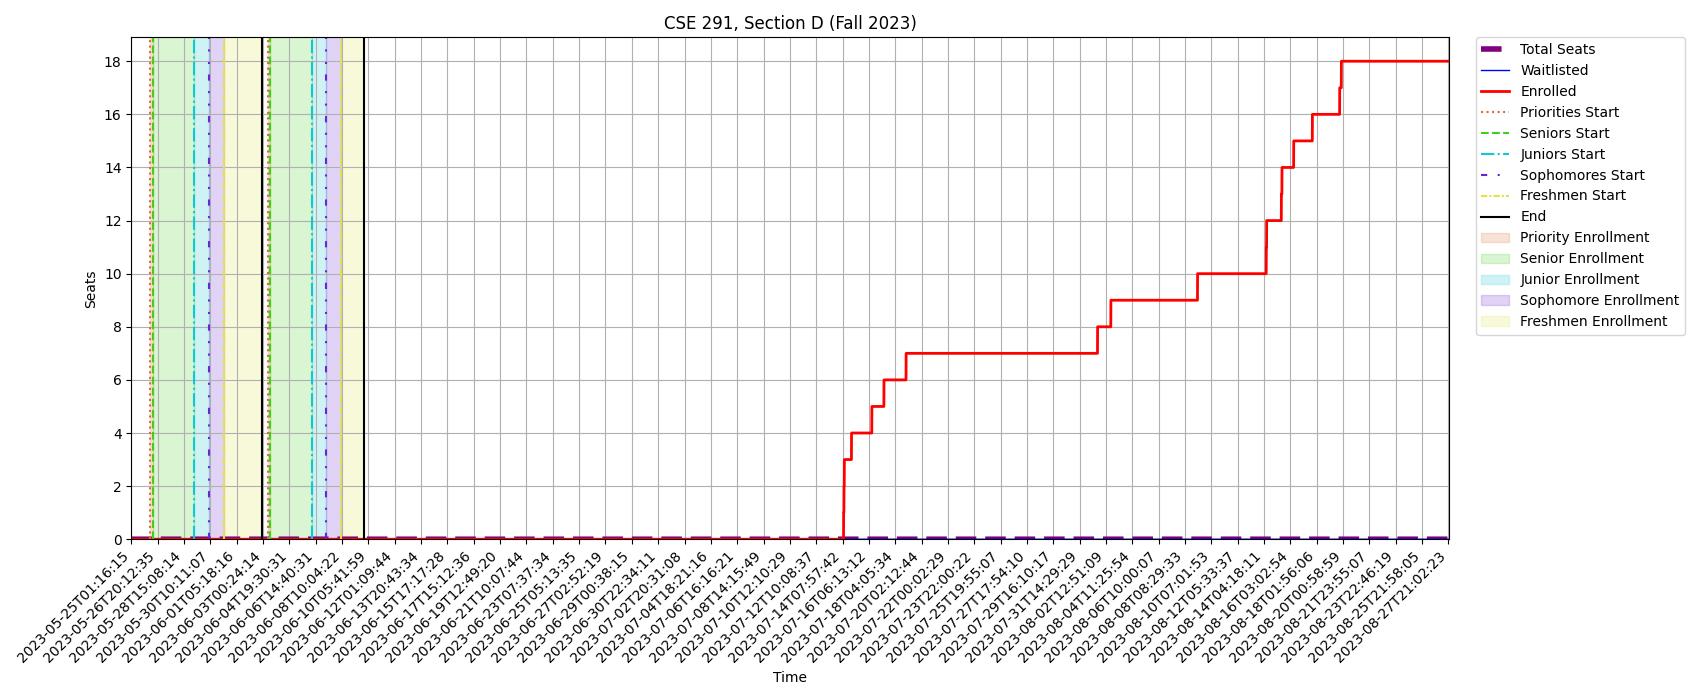 CSE 291, Section D (Fall 2023)
Seats
18
16
14
12
10
8
6
4
2
0
2023-05-25T01:16:15
2023-05-26T20:12:35
2023-05-28T15:08:14
2023-05-30T10:11:07
2023-06-01T05:18:16
2023-06-03T00:24:14
2023-06-04T19:30:31
2023-06-06T14:40:31
2023-06-08T10:04:22
2023-06-10T05:41:59
2023-06-12T01:09:44
2023-06-13T20:43:34
2023-06-15T17:17:28
2023-06-17T15:12:36
2023-06-19T12:49:20
2023-06-21T10:07:44
2023-06-23T07:37:34
2023-06-25T05:13:35
2023-06-27T02:52:19
2023-06-29T00:38:15
2023-06-30T22:34:11
2023-07-02T20:31:08
2023-07-04T18:21:16
2023-07-06T16:16:21
2023-07-08T14:15:49
2023-07-10T12:10:29
2023-07-12T10:08:37
2023-07-14T07:57:42
2023-07-16T06:13:12
2023-07-18T04:05:34
2023-07-20T02:12:44
2023-07-22T00:02:29
2023-07-23T22:00:22
2023-07-25T19:55:07
2023-07-27T17:54:10
2023-07-29T16:10:17
2023-07-31T14:29:29
2023-08-02T12:51:09
2023-08-04T11:25:54
2023-08-06T10:00:07
2023-08-08T08:29:33
2023-08-10T07:01:53
2023-08-12T05:33:37
2023-08-14T04:18:11
2023-08-16T03:02:54
2023-08-18T01:56:06
2023-08-20T00:58:59
2023-08-21T23:55:07
2023-08-23T22:46:19
2023-08-25T21:58:05
2023-08-27T21:02:23
Time
Total Seats
Waitlisted
Enrolled
Priorities Start
Seniors Start
Juniors Start
Sophomores Start
Freshmen Start
End
Priority Enrollment
Senior Enrollment
Junior Enrollment
Sophomore Enrollment
Freshmen Enrollment